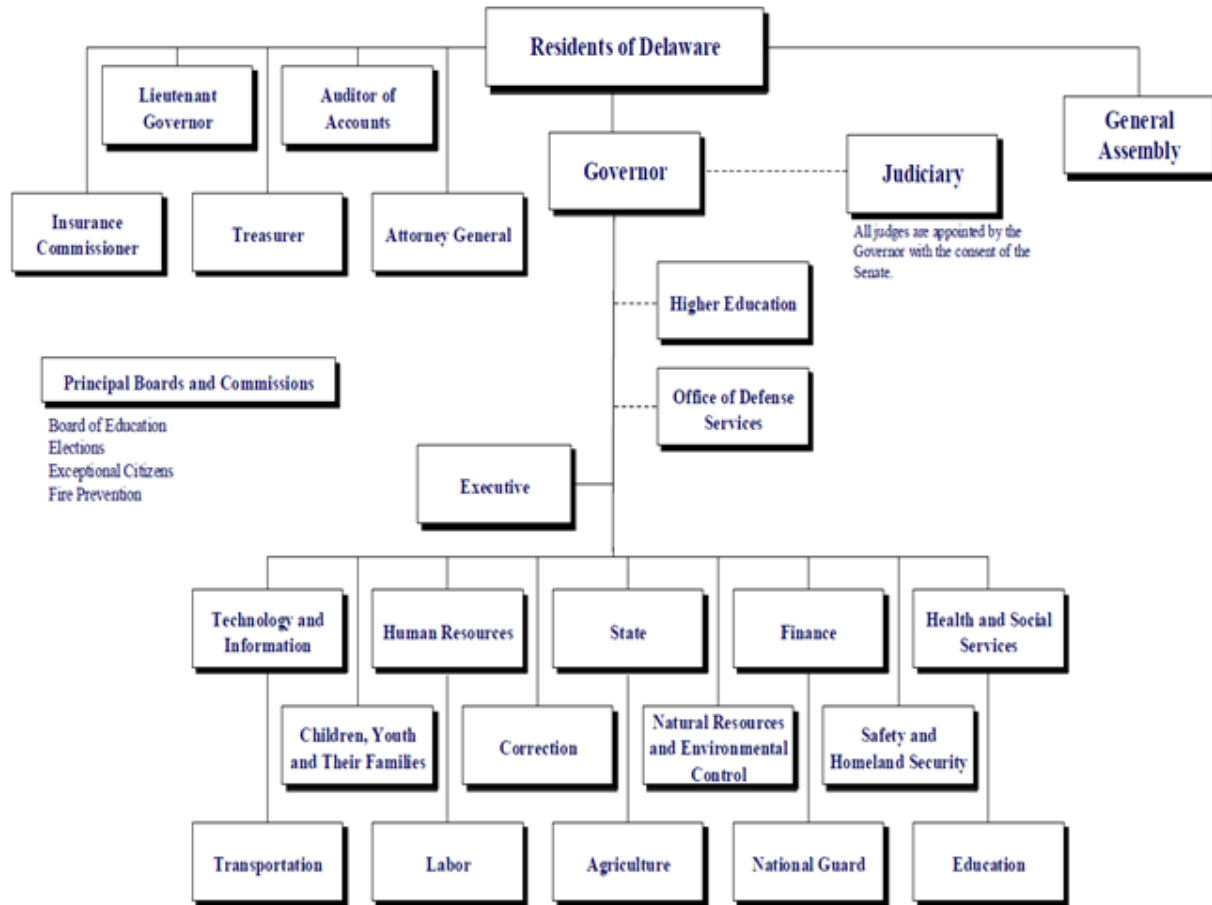 Residents of Delaware
Lieutenant
Governor
Auditor of
Accounts
General
Assembly
Governor
Judiciary
Insurance
Commissioner
Treasurer
Attorney General
All judges are appointed by the
Governor with the consent of the
Senate.
Higher Education
Principal Boards and Commissions
Board of Education
Elections
Exceptional Citizens
Fire Prevention
Office of Defense
Services
Executive
Technology and
Information
Human Resources
State
Finance
Health and Social
Services
Children, Youth
and Their Families
Correction
Natural Resources
and Environmental
Control
Safety and
Homeland Security
Transportation
Labor
Agriculture
National Guard
Education